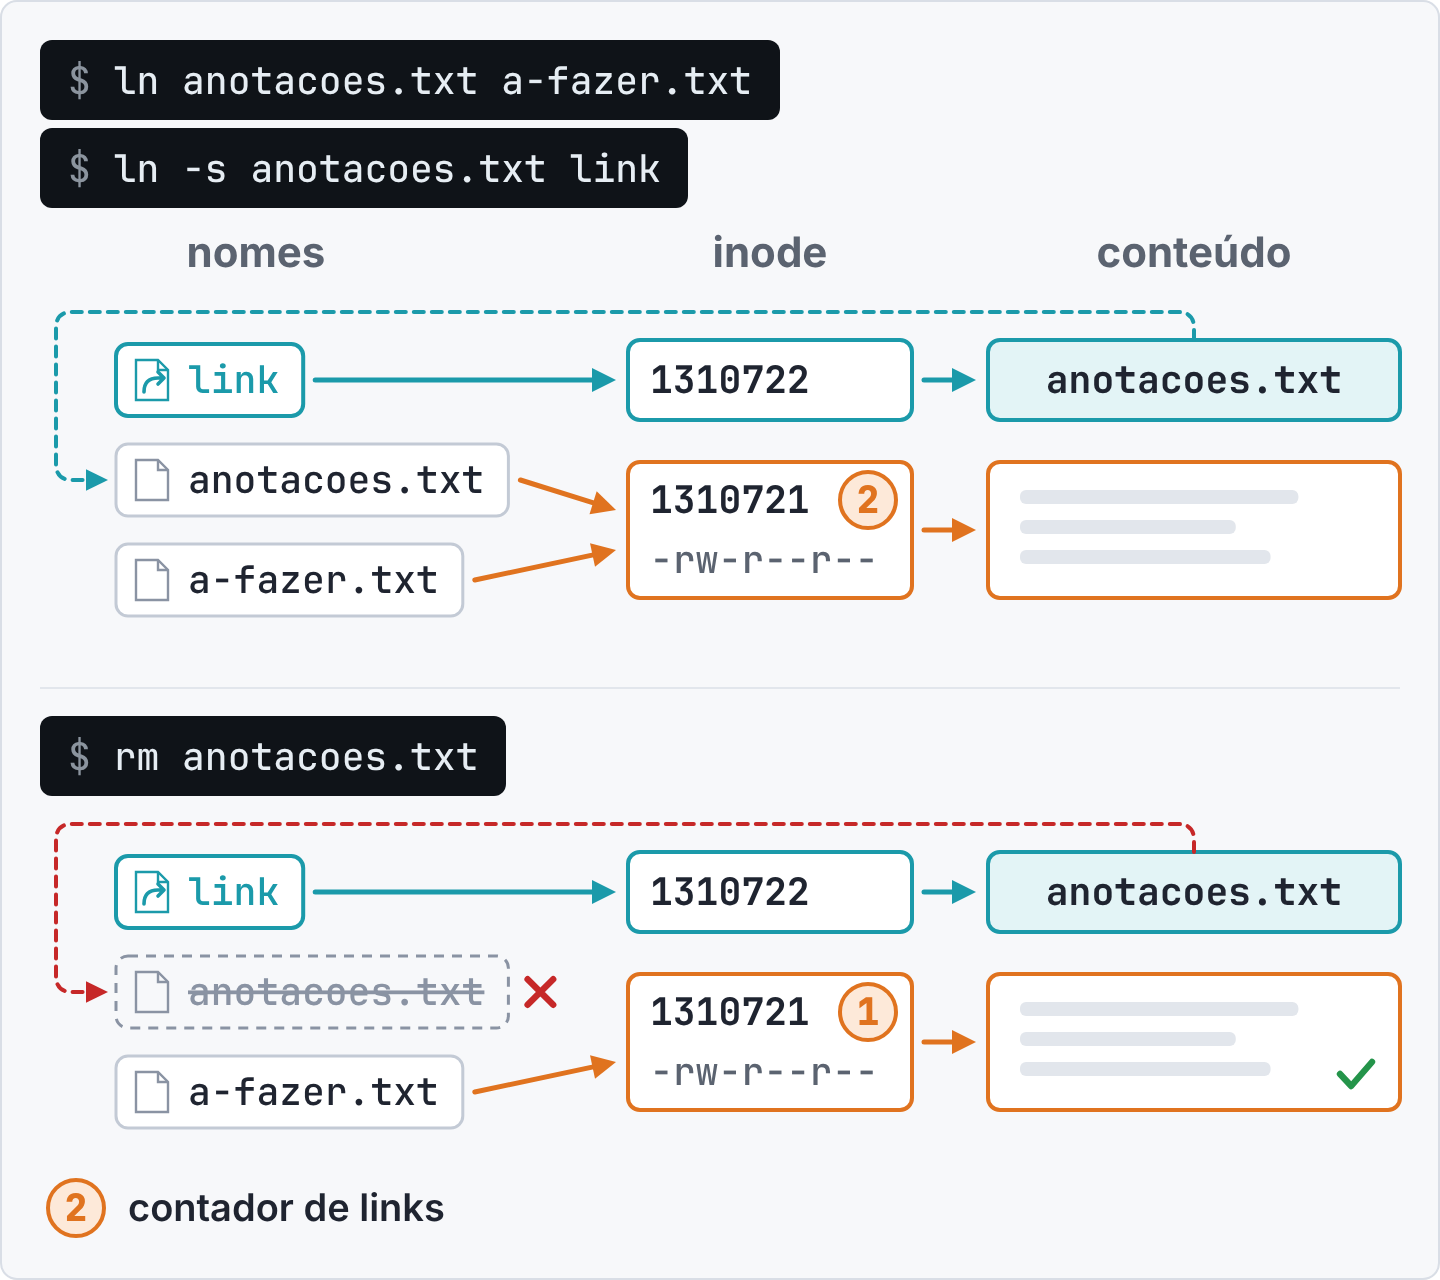 $ ln anotacoes.txt a-fazer.txt
$ ln -s anotacoes.txt link
nomes inode conteúdo
link 1310722 anotacoes.txt
anotacoes.txt 1310721 2
-rw-r--r--
a-fazer.txt
$ rm anotacoes.txt
link 1310722 anotacoes.txt
anotacoes.txt 1310721 1
-rw-r--r--
a-fazer.txt
2 contador de links